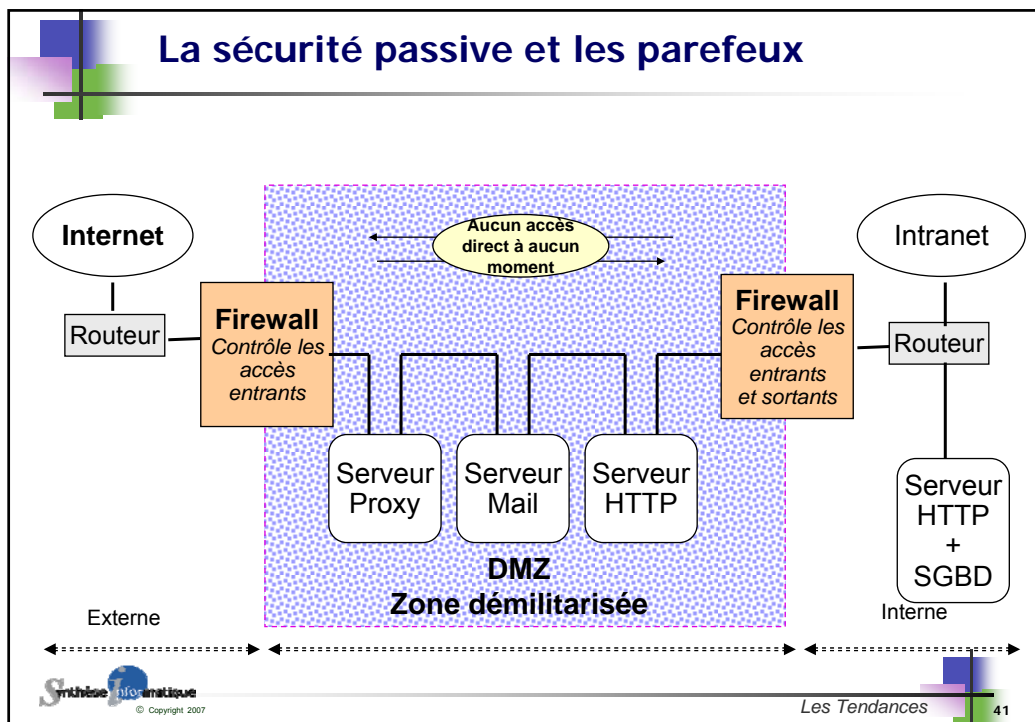 La sécurité passive et les parefeux
Internet
Routeur
Firewall
Contrôle les
accès
entrants
Aucun accès
direct à aucun
moment
Firewall
Contrôle les
accès
entrants
et sortants
Intranet
Routeur
Serveur
Proxy
Serveur
Mail
Serveur
HTTP
Serveur
HTTP
+
SGBD
DMZ
Zone démilitarisée
Externe
Interne
Synthèse Informatique
© Copyright 2007
Les Tendances
41